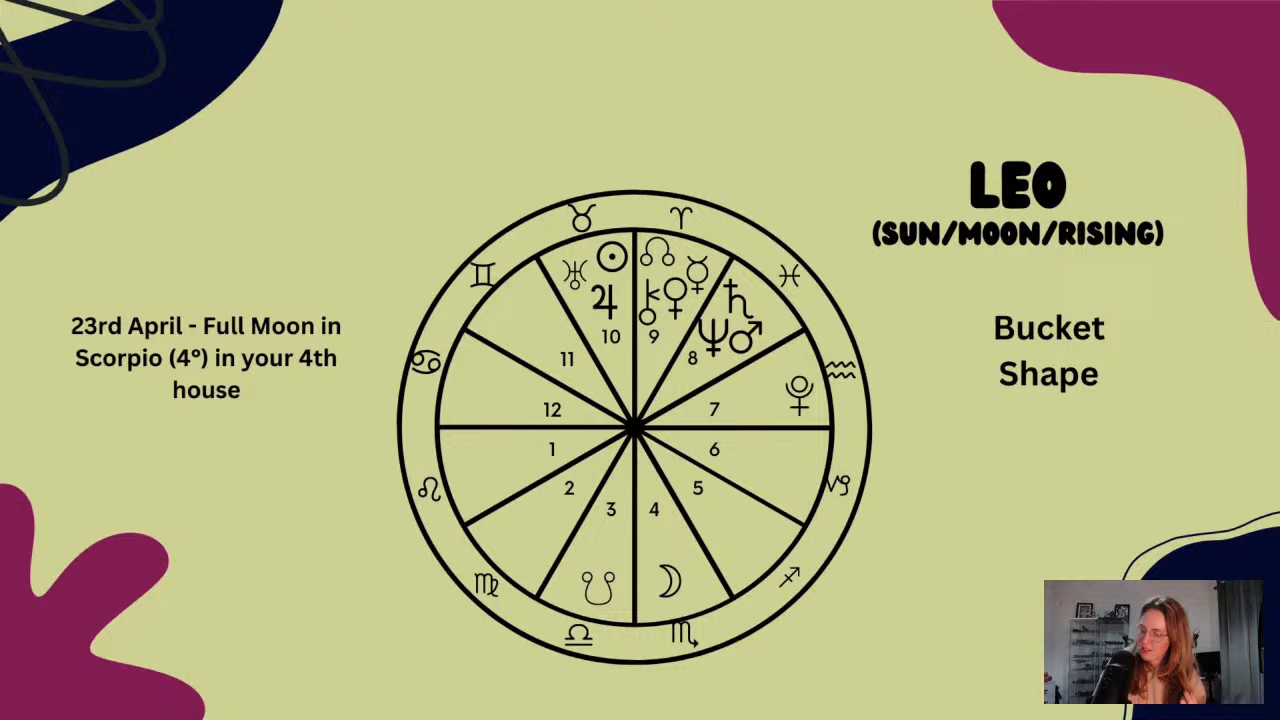 LEO
(SUN/MOON/RISING)
23rd April - Full Moon in
Scorpio (4°) in your 4th
house
Bucket
Shape
♉ ♈
♊ ♓
♋ ♒
♌ ♑
♍ ♐
♎ ♏
♅ ☉ ☊ ☿
♃ ⚷ ♀ ♄
♆ ♂
♇
☋ ☽
10 9
11 8
12 7
1 6
2 5
3 4